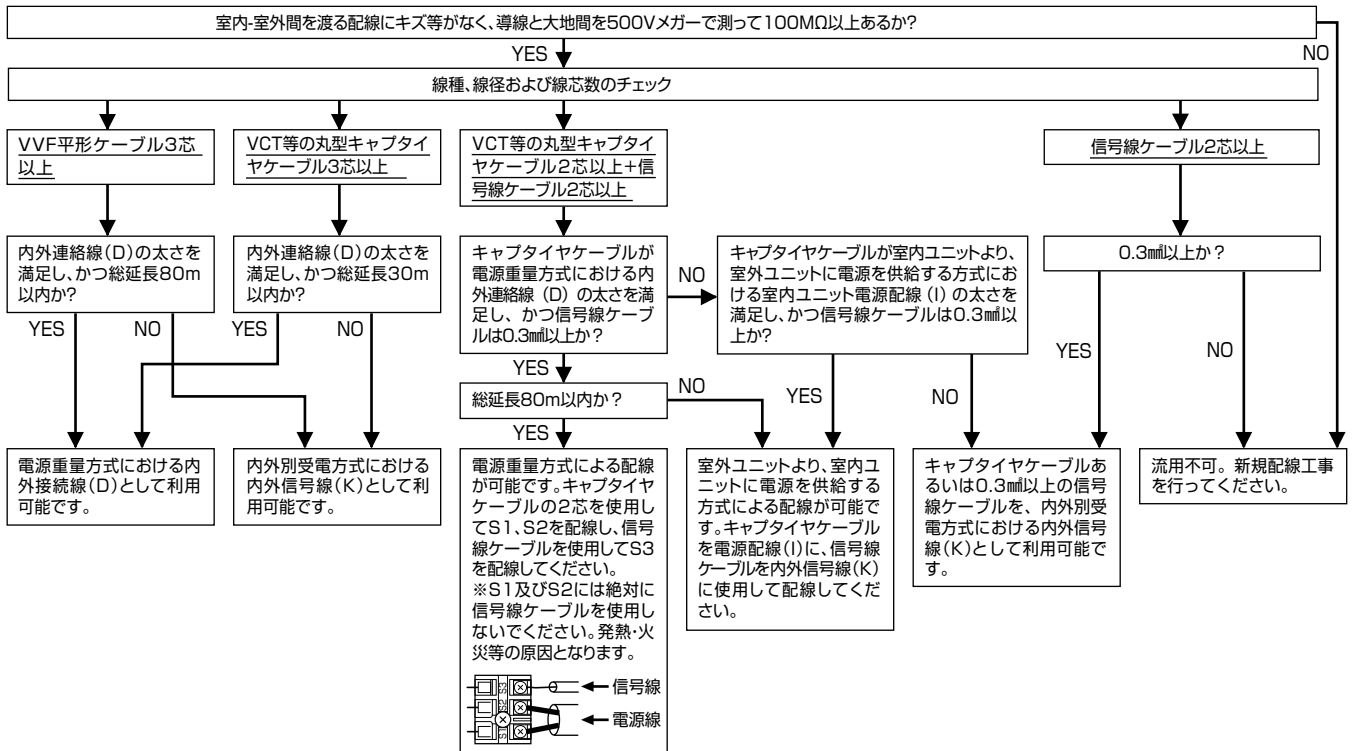 室内-室外間を渡る配線にキズ等がなく、導線と大地間を500Vメガーで測って100MΩ以上あるか?
YES
NO
線種、線径および線芯数のチェック
VVF平形ケーブル3芯
以上
VCT等の丸型キャプタイ
ヤケーブル3芯以上
VCT等の丸型キャプタイ
ヤケーブル2芯以上+信
号線ケーブル2芯以上
信号線ケーブル2芯以上
内外連絡線(D)の太さを
満足し、かつ総延長80m
以内か?
内外連絡線(D)の太さを
満足し、かつ総延長30m
以内か?
キャプタイヤケーブルが
電源重量方式における内
外連絡線(D)の太さを満
足し、かつ信号線ケーブ
ルは0.3㎟以上か?
NO
キャプタイヤケーブルが室内ユニットより、
室外ユニットに電源を供給する方式にお
ける室内ユニット電源配線(I)の太さを
満足し、かつ信号線ケーブルは0.3㎟以
上か?
0.3㎟以上か?
YES
NO
YES
NO
YES
総延長80m以内か?
NO
YES
YES
NO
YES
NO
電源重量方式における内
外接続線(D)として利用
可能です。
内外別受電方式における
内外信号線(K)として利
用可能です。
電源重量方式による配線
が可能です。キャプタイヤ
ケーブルの2芯を使用し
てS1、S2を配線し、信号
線ケーブルを使用してS3
を配線してください。
※S1及びS2には絶対に
信号線ケーブルを使用し
ないでください。発熱・火
災等の原因となります。
室外ユニットより、室内ユ
ニットに電源を供給する
方式による配線が可能で
す。キャプタイヤケーブル
を電源配線(I)に、信号線
ケーブルを内外信号線(K)
に使用して配線してくだ
さい。
キャプタイヤケーブルあ
るいは0.3㎟以上の信号
線ケーブルを、内外別受
電方式における内外信号
線(K)として利用可能で
す。
流用不可。新規配線工事
を行ってください。
S3
信号線
S2
電源線
S1